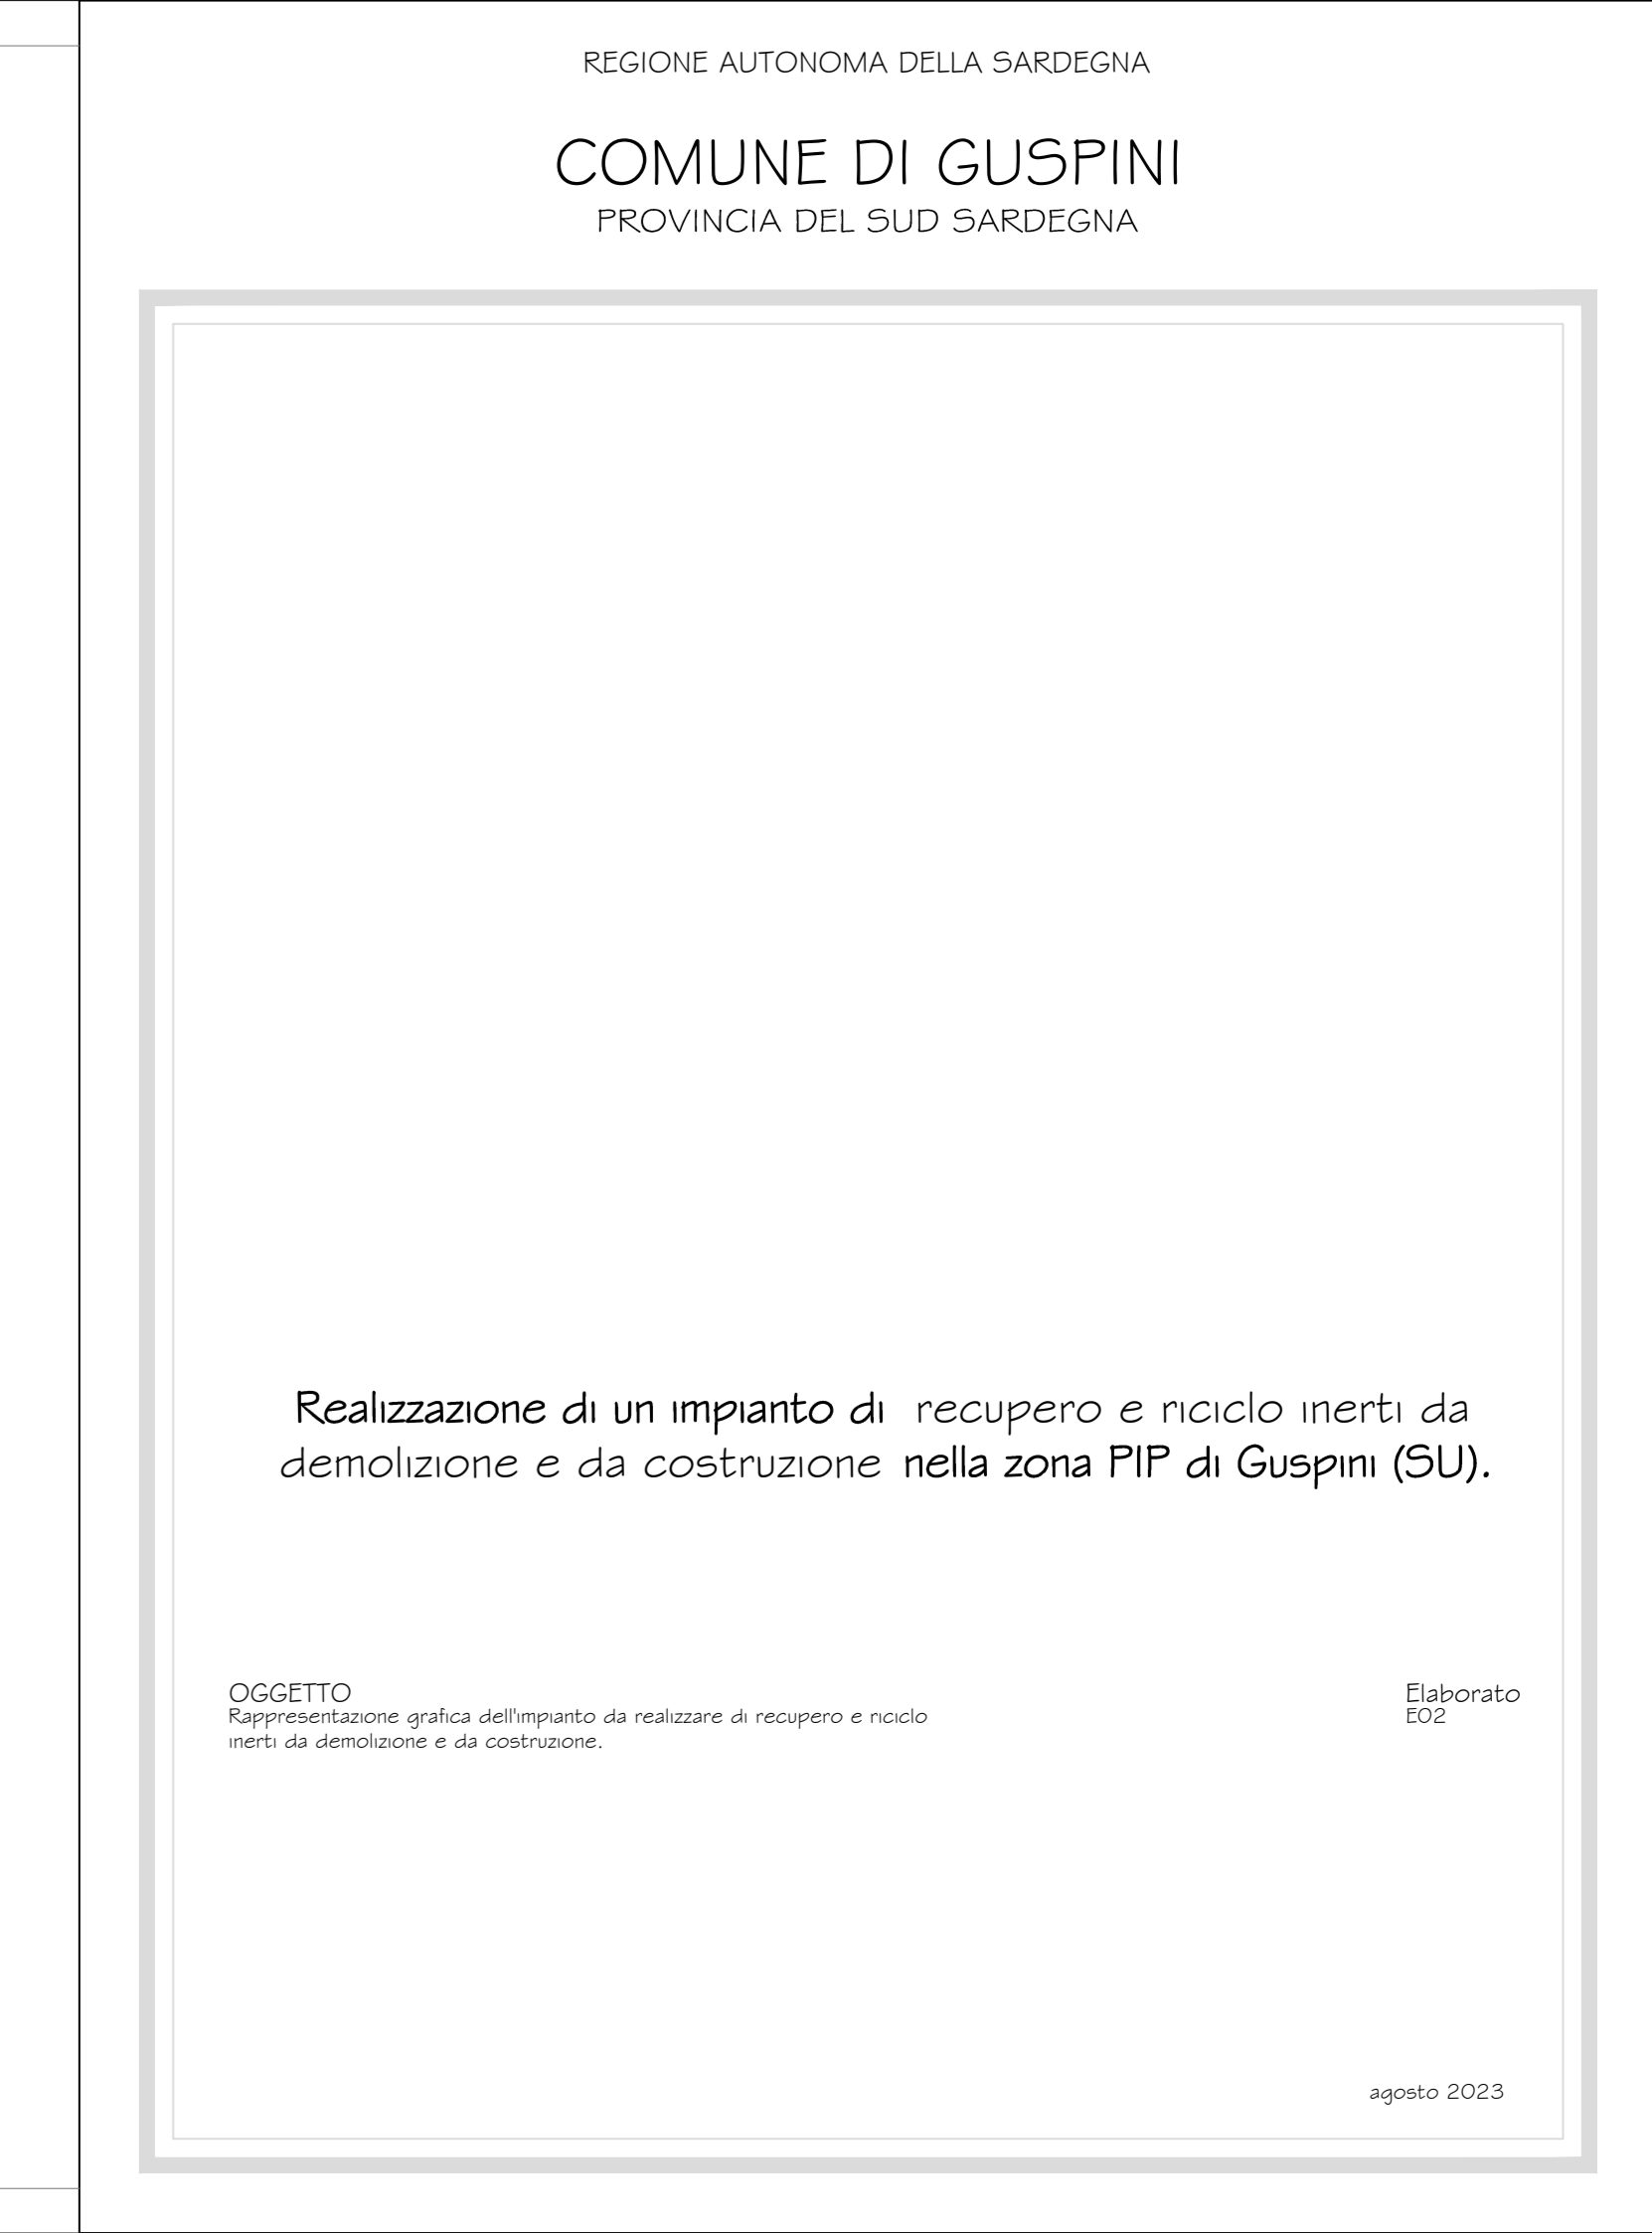 REGIONE AUTONOMA DELLA SARDEGNA
COMUNE DI GUSPINI
PROVINCIA DEL SUD SARDEGNA
Realizzazione di un impianto di recupero e riciclo inerti da
demolizione e da costruzione nella zona PIP di Guspini (SU).
OGGETTO
Rappresentazione grafica dell'impianto da realizzare di recupero e riciclo
inerti da demolizione e da costruzione.
Elaborato
E02
agosto 2023